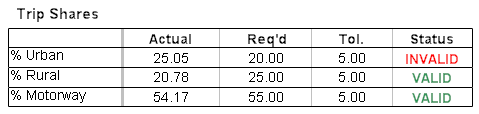 Trip Shares
Actual Req'd Tol. Status
% Urban 25.05 20.00 5.00 INVALID
% Rural 20.78 25.00 5.00 VALID
% Motorway 54.17 55.00 5.00 VALID